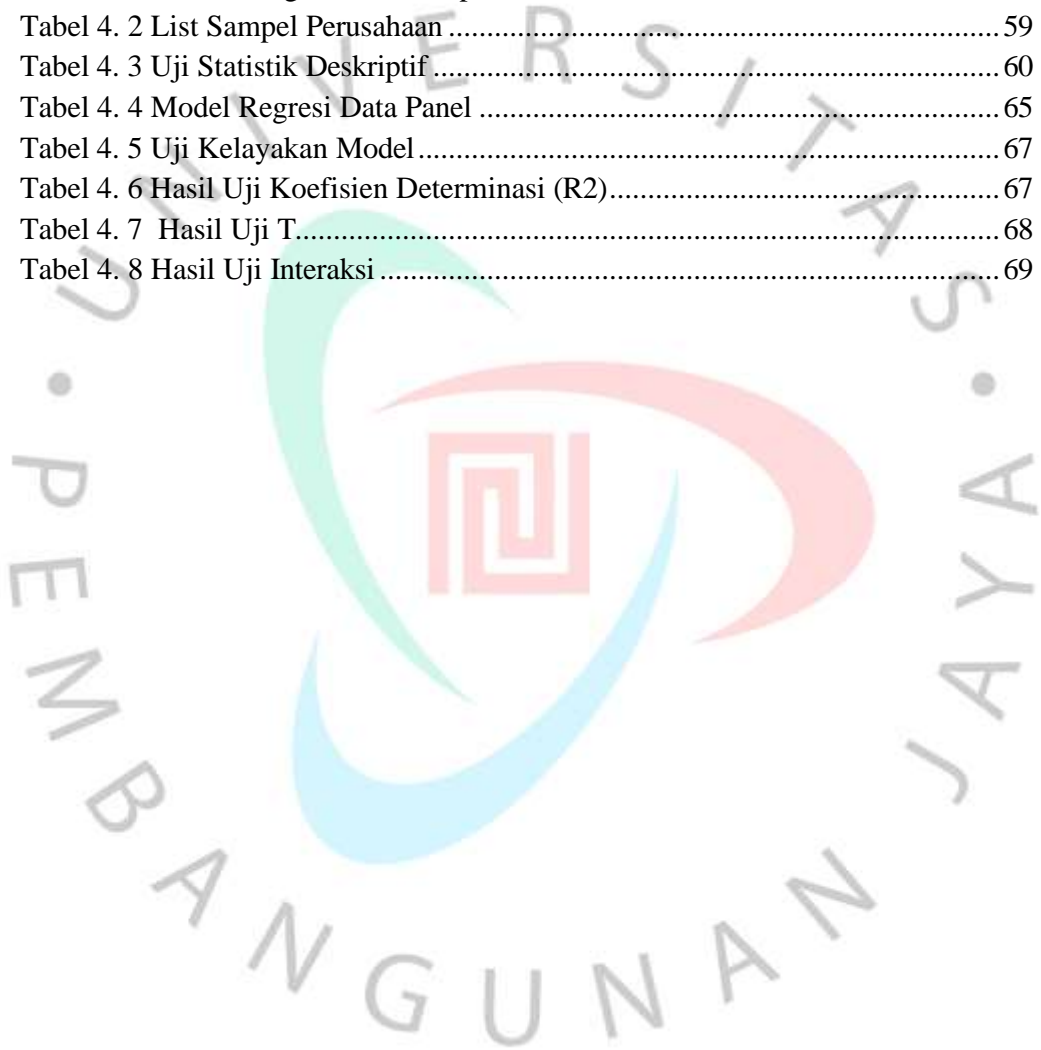 Tabel 4. 2 List Sampel Perusahaan ........................................................................ 59
Tabel 4. 3 Uji Statistik Deskriptif .......................................................................... 60
Tabel 4. 4 Model Regresi Data Panel .................................................................... 65
Tabel 4. 5 Uji Kelayakan Model ............................................................................ 67
Tabel 4. 6 Hasil Uji Koefisien Determinasi (R2) ................................................... 67
Tabel 4. 7  Hasil Uji T............................................................................................ 68
Tabel 4. 8 Hasil Uji Interaksi ................................................................................. 69
UNIVERSITAS • PEMBANGUNAN JAYA •